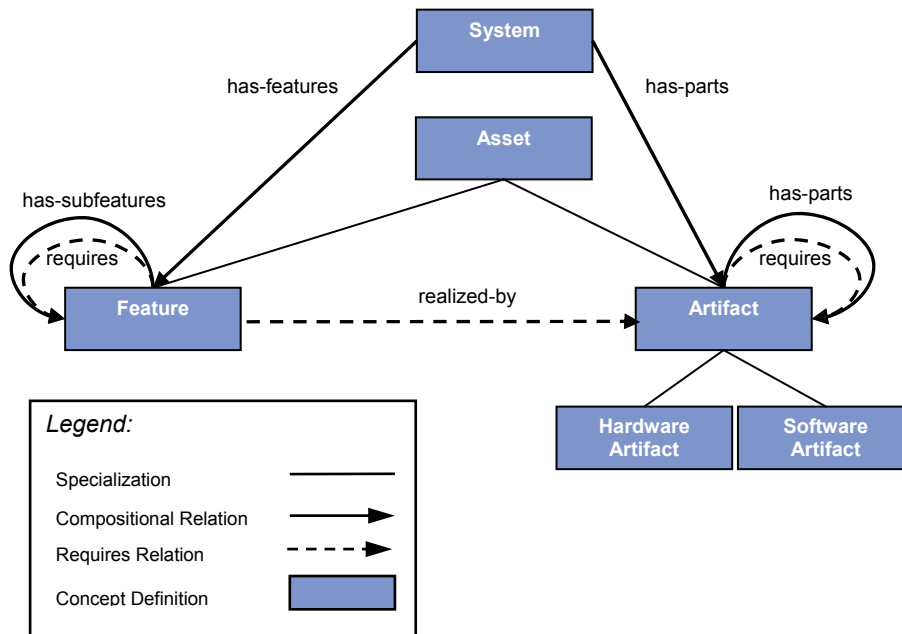 System
has-features
has-parts
Asset
has-subfeatures
has-parts
requires
requires
Feature
realized-by
Artifact
Hardware
Artifact
Software
Artifact
Legend:
Specialization
Compositional Relation
Requires Relation
Concept Definition